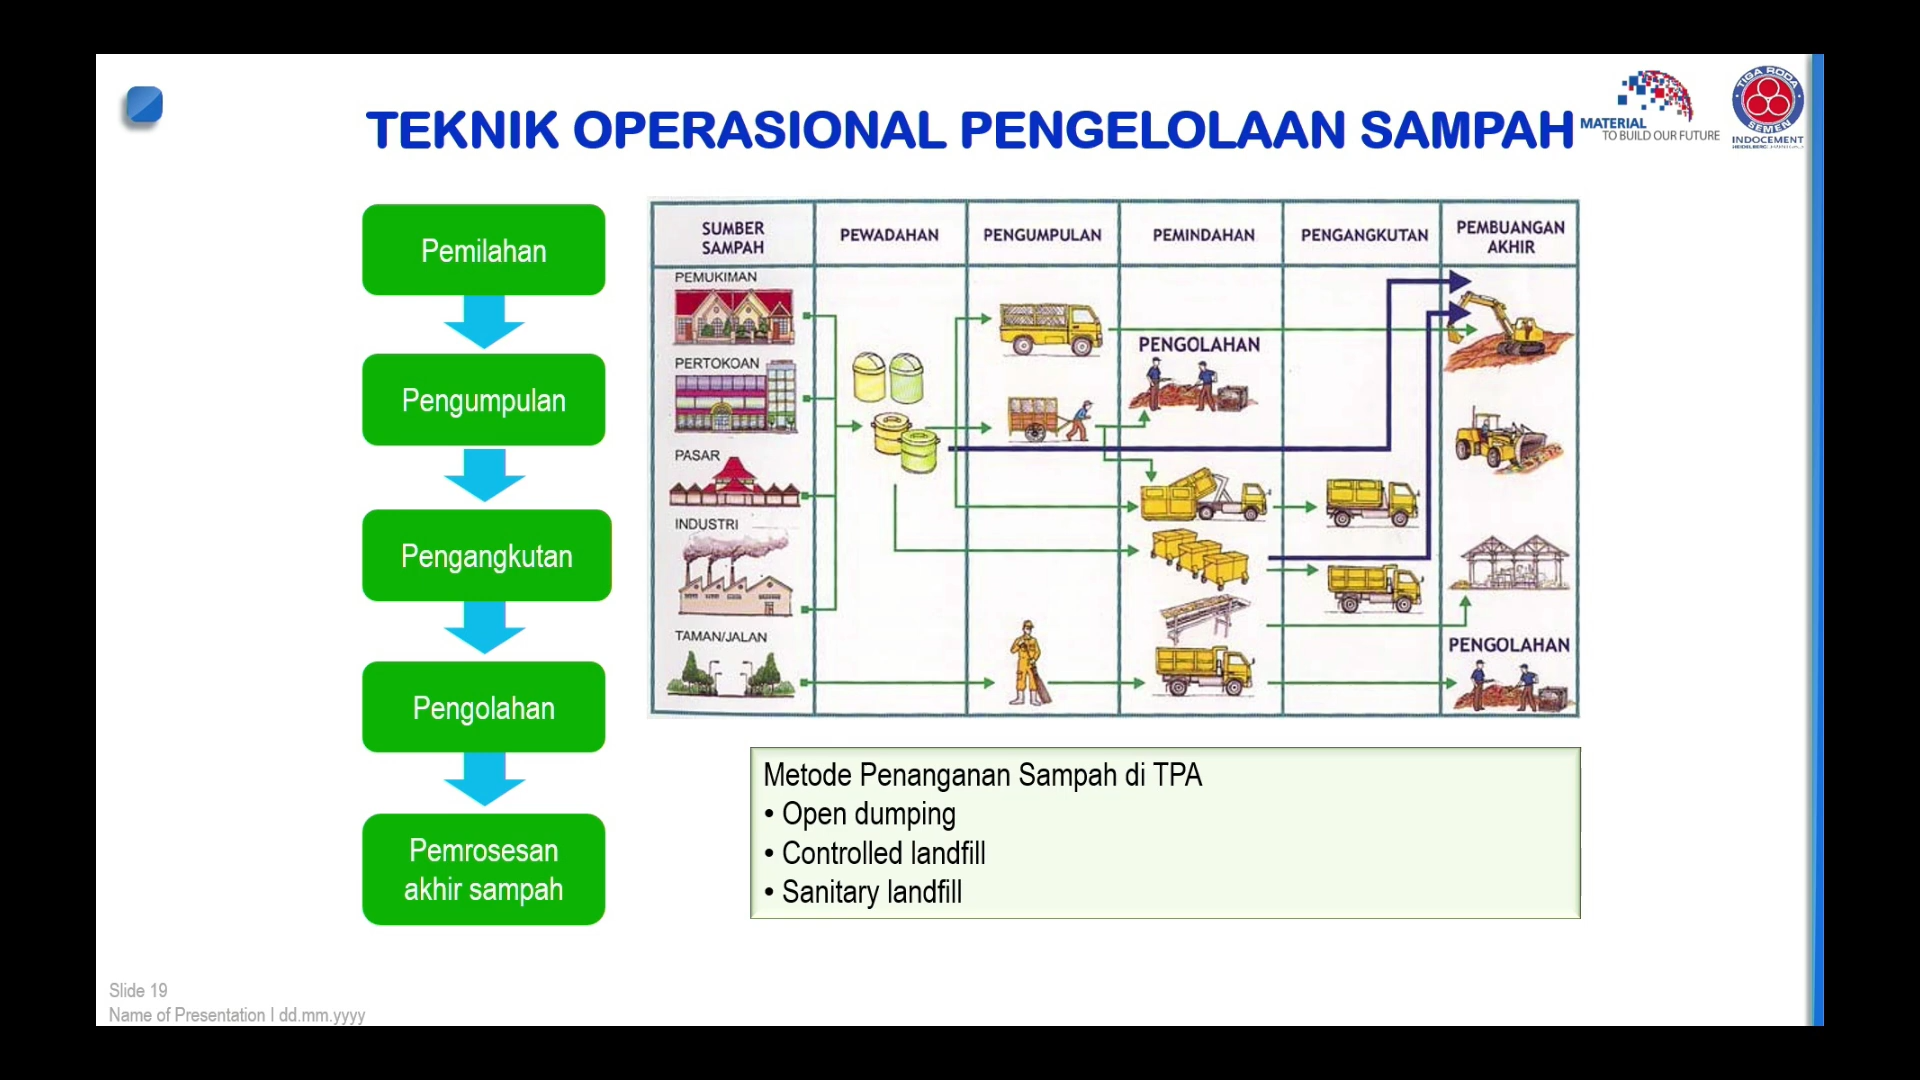 TEKNIK OPERASIONAL PENGELOLAAN SAMPAH
MATERIAL
TO BUILD OUR FUTURE
TIGA RODA
SEMEN
INDOCEMENT
Pemilahan
Pengumpulan
Pengangkutan
Pengolahan
Pemrosesan
akhir sampah
SUMBER
SAMPAH
PEWADAHAN
PENGUMPULAN
PEMINDAHAN
PENGANGKUTAN
PEMBUANGAN
AKHIR
PEMUKIMAN
PERTOKOAN
PASAR
INDUSTRI
TAMAN/JALAN
PENGOLAHAN
PENGOLAHAN
Metode Penanganan Sampah di TPA
• Open dumping
• Controlled landfill
• Sanitary landfill
Slide 19
Name of Presentation I dd.mm.yyyy